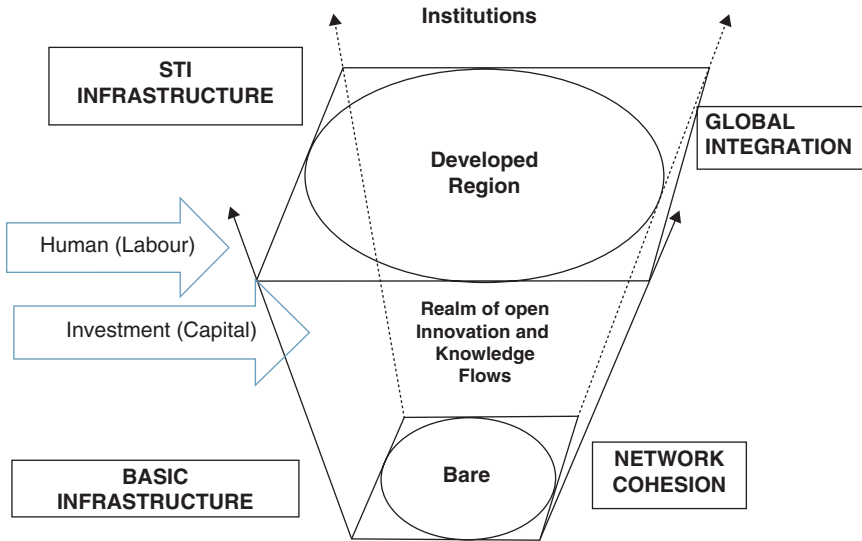 Institutions
STI
INFRASTRUCTURE
GLOBAL
INTEGRATION
Developed
Region
Human (Labour)
Investment (Capital)
Realm of open
Innovation and
Knowledge
Flows
BASIC
INFRASTRUCTURE
Bare
NETWORK
COHESION